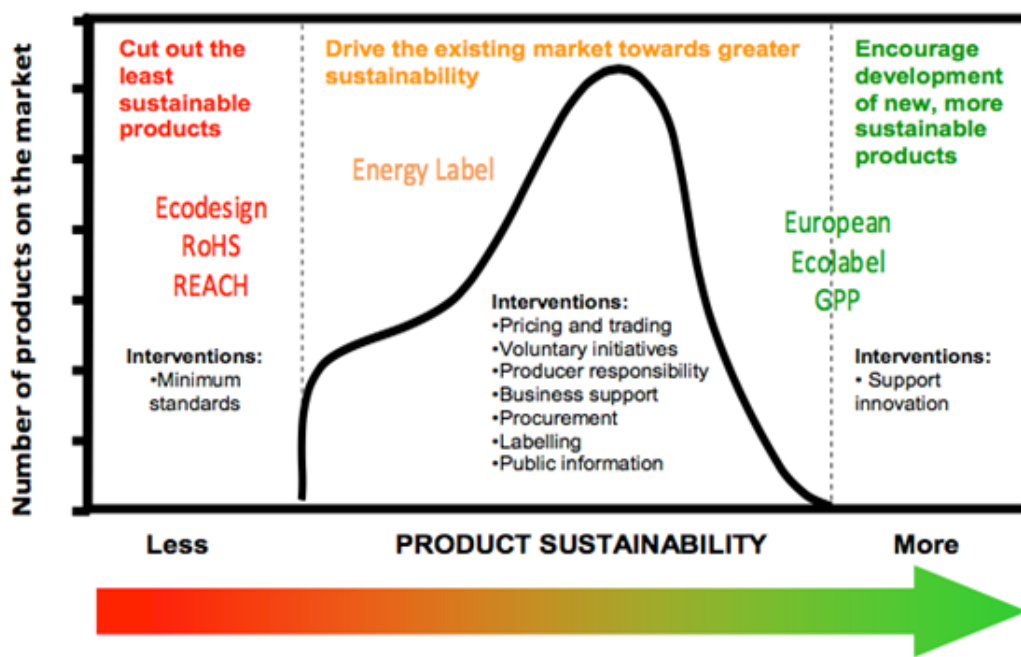 Number of products on the market
Cut out the
least
sustainable
products
Ecodesign
RoHS
REACH
Interventions:
•Minimum
standards
Drive the existing market towards greater
sustainability
Energy Label
Interventions:
•Pricing and trading
•Voluntary initiatives
•Producer responsibility
•Business support
•Procurement
•Labelling
•Public information
Encourage
development
of new, more
sustainable
products
European
Ecolabel
GPP
Interventions:
• Support
innovation
Less
PRODUCT SUSTAINABILITY
More